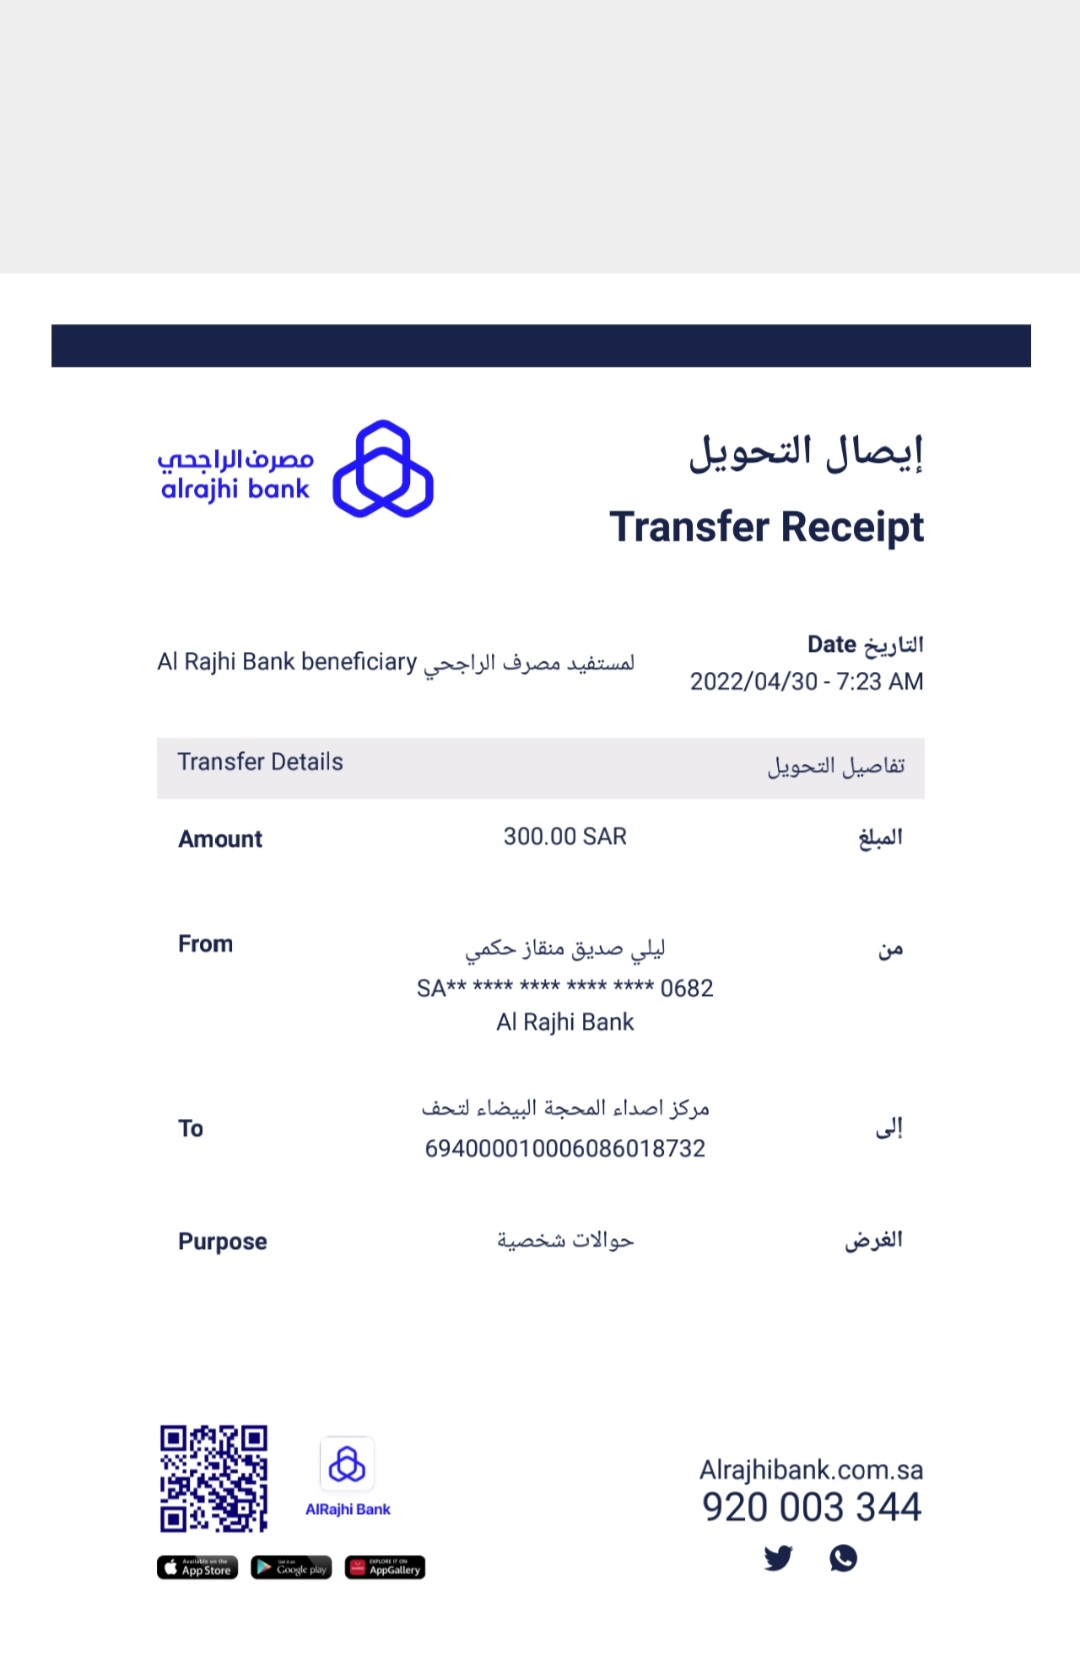 إيصال التحويل
مصرف الراجحي
alrajhi bank
Transfer Receipt
التاريخ Date
Al Rajhi Bank beneficiary لمستفيد مصرف الراجحي
2022/04/30 - 7:23 AM
Transfer Details تفاصيل التحويل
Amount 300.00 SAR المبلغ
From ليلي صديق منقاز حكمي من
SA** **** **** **** **** 0682
Al Rajhi Bank
مركز اصداء المحجة البيضاء لتحف
To إلى
694000010006086018732
Purpose حوالات شخصية الغرض
Alrajhibank.com.sa
920 003 344
AlRajhi Bank
Available on the App Store
Get it on Google play
EXPLORE IT ON AppGallery